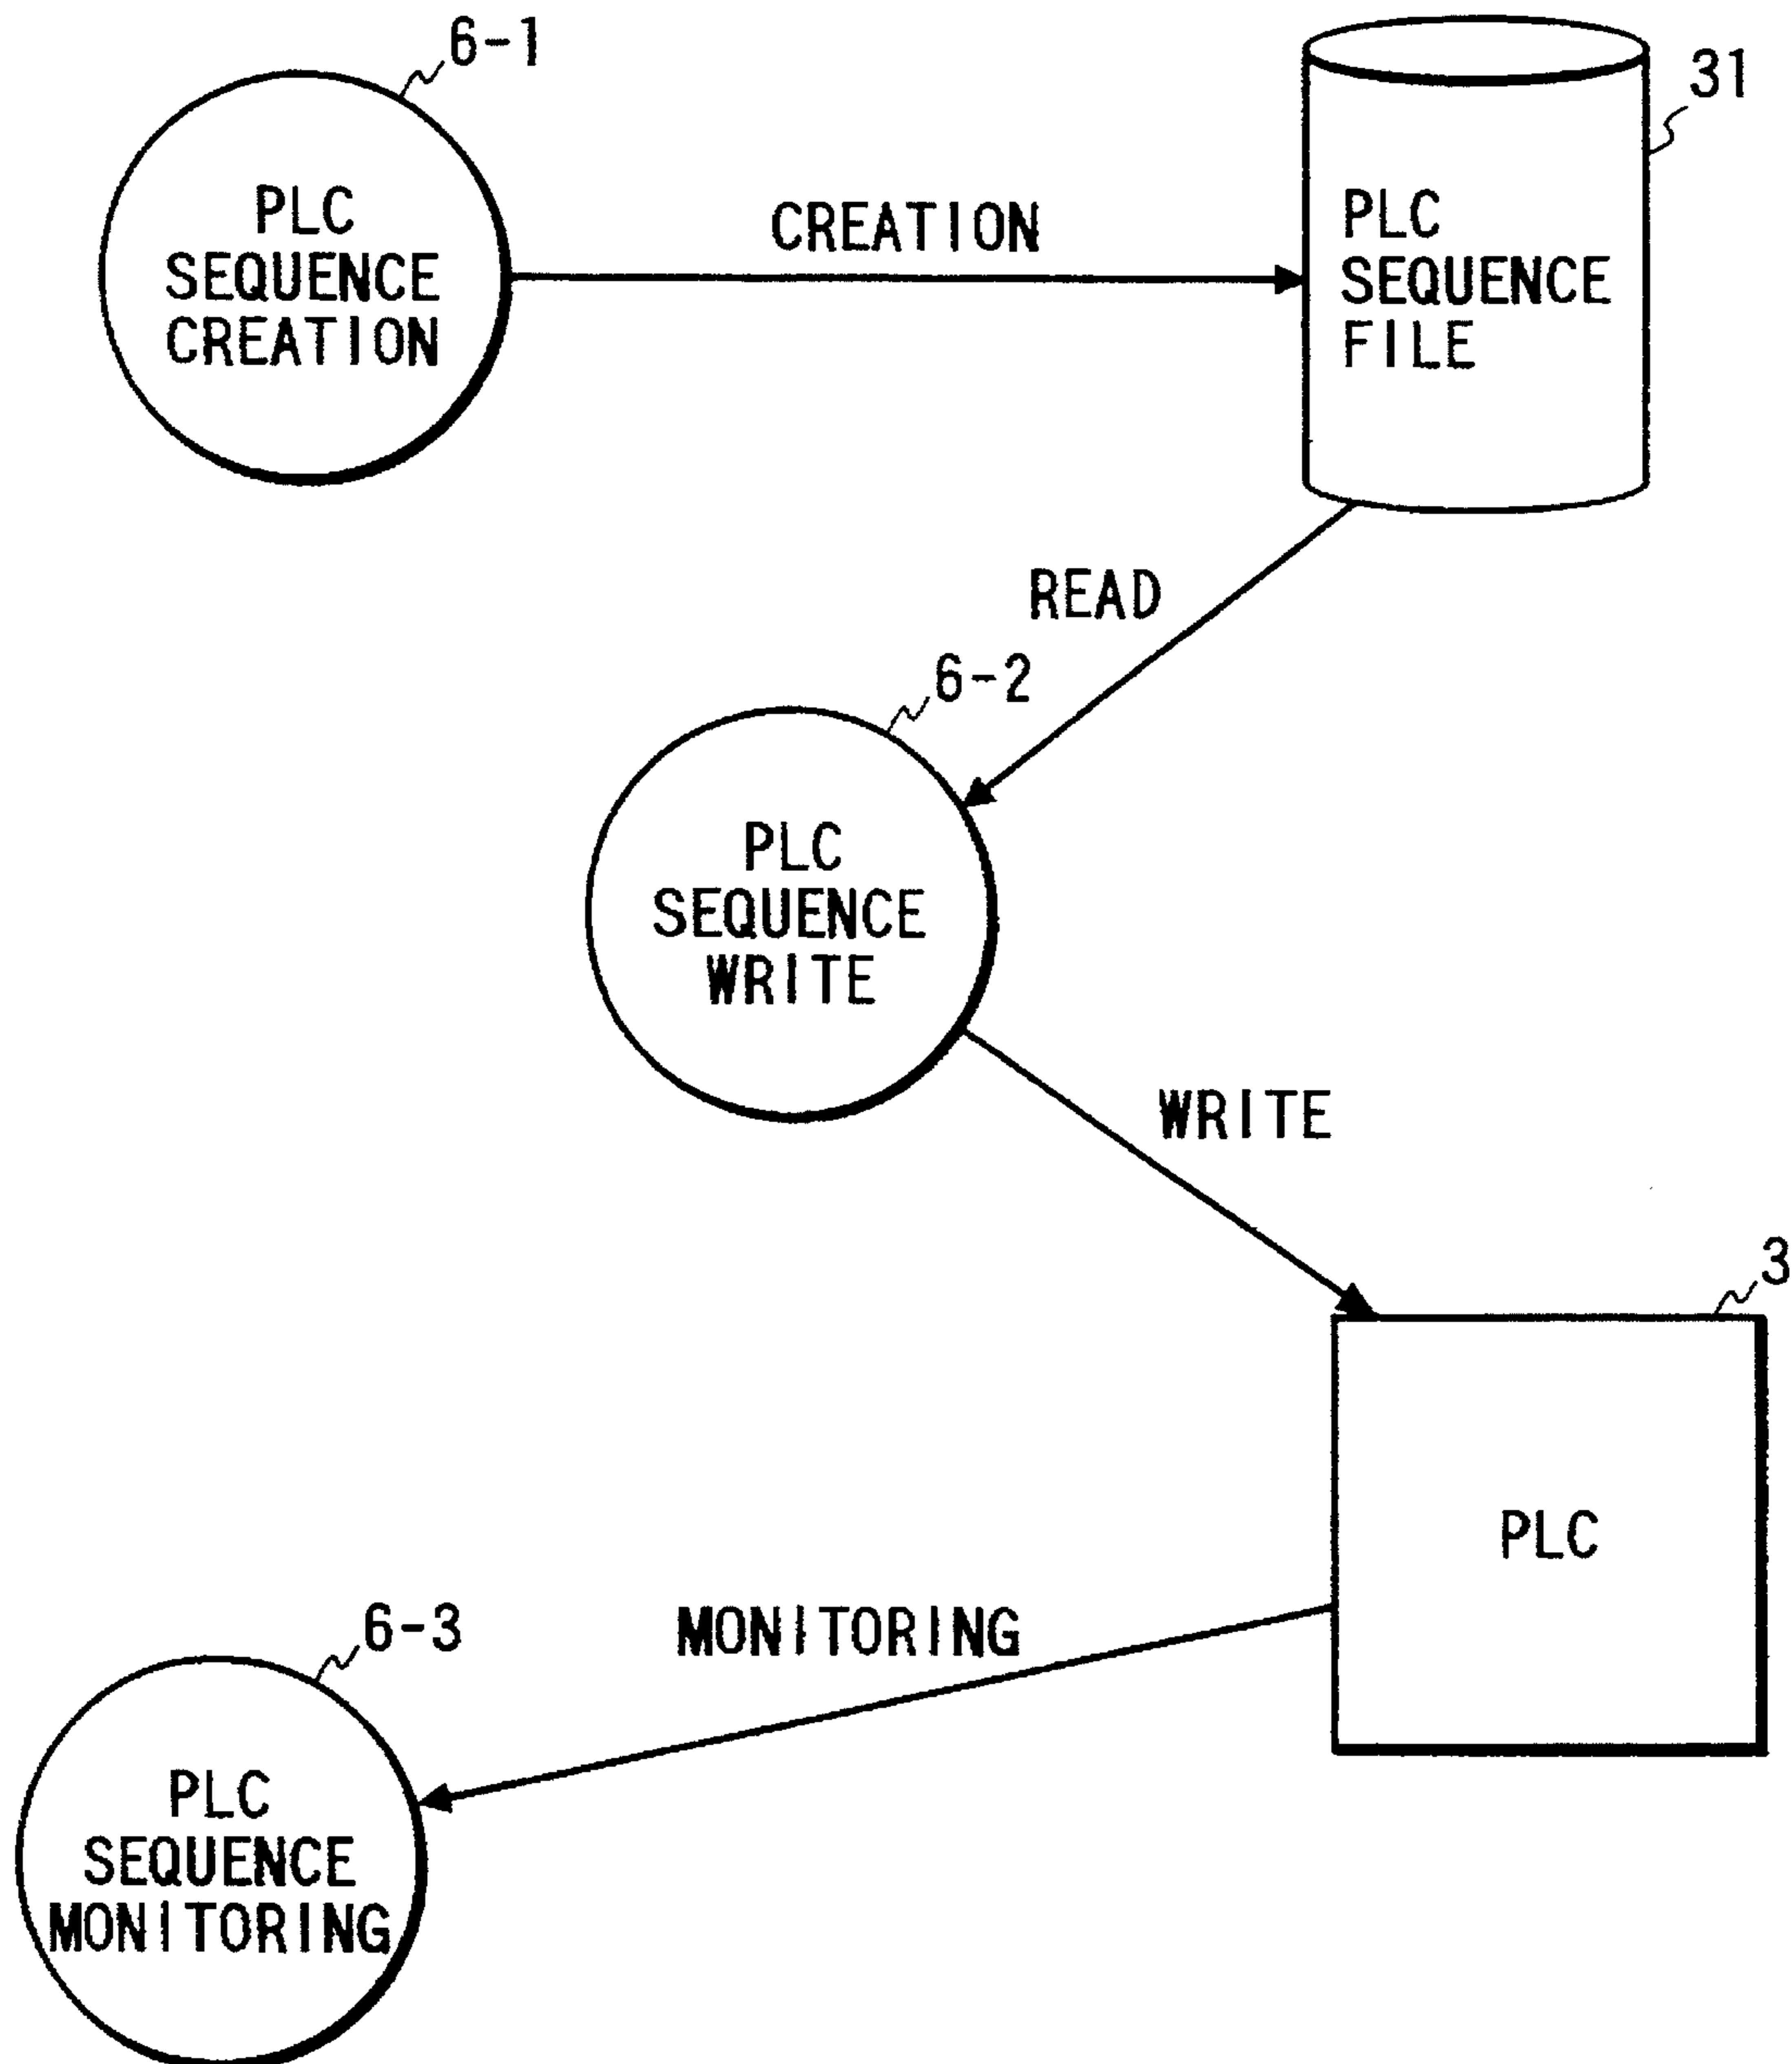 6-1
31
PLC
SEQUENCE
CREATION
CREATION
PLC
SEQUENCE
FILE
READ
6-2
PLC
SEQUENCE
WRITE
WRITE
3
PLC
MONITORING
6-3
PLC
SEQUENCE
MONITORING